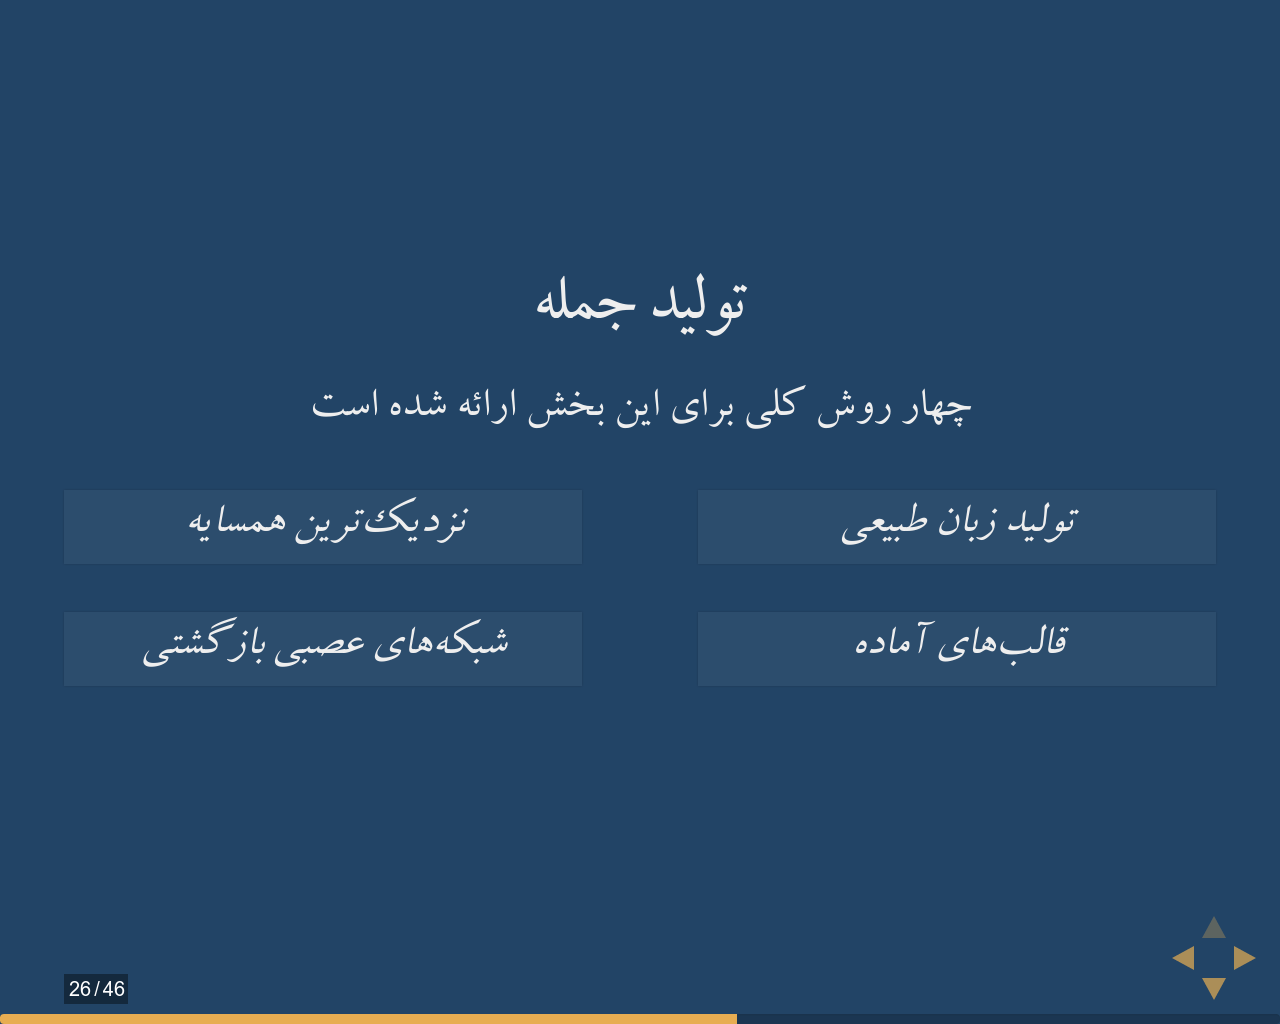 تولید جمله
چهار روش کلی برای این بخش ارائه شده است
تولید زبان طبیعی
نزدیک‌ترین همسایه
قالب‌های آماده
شبکه‌های عصبی بازگشتی
26/46